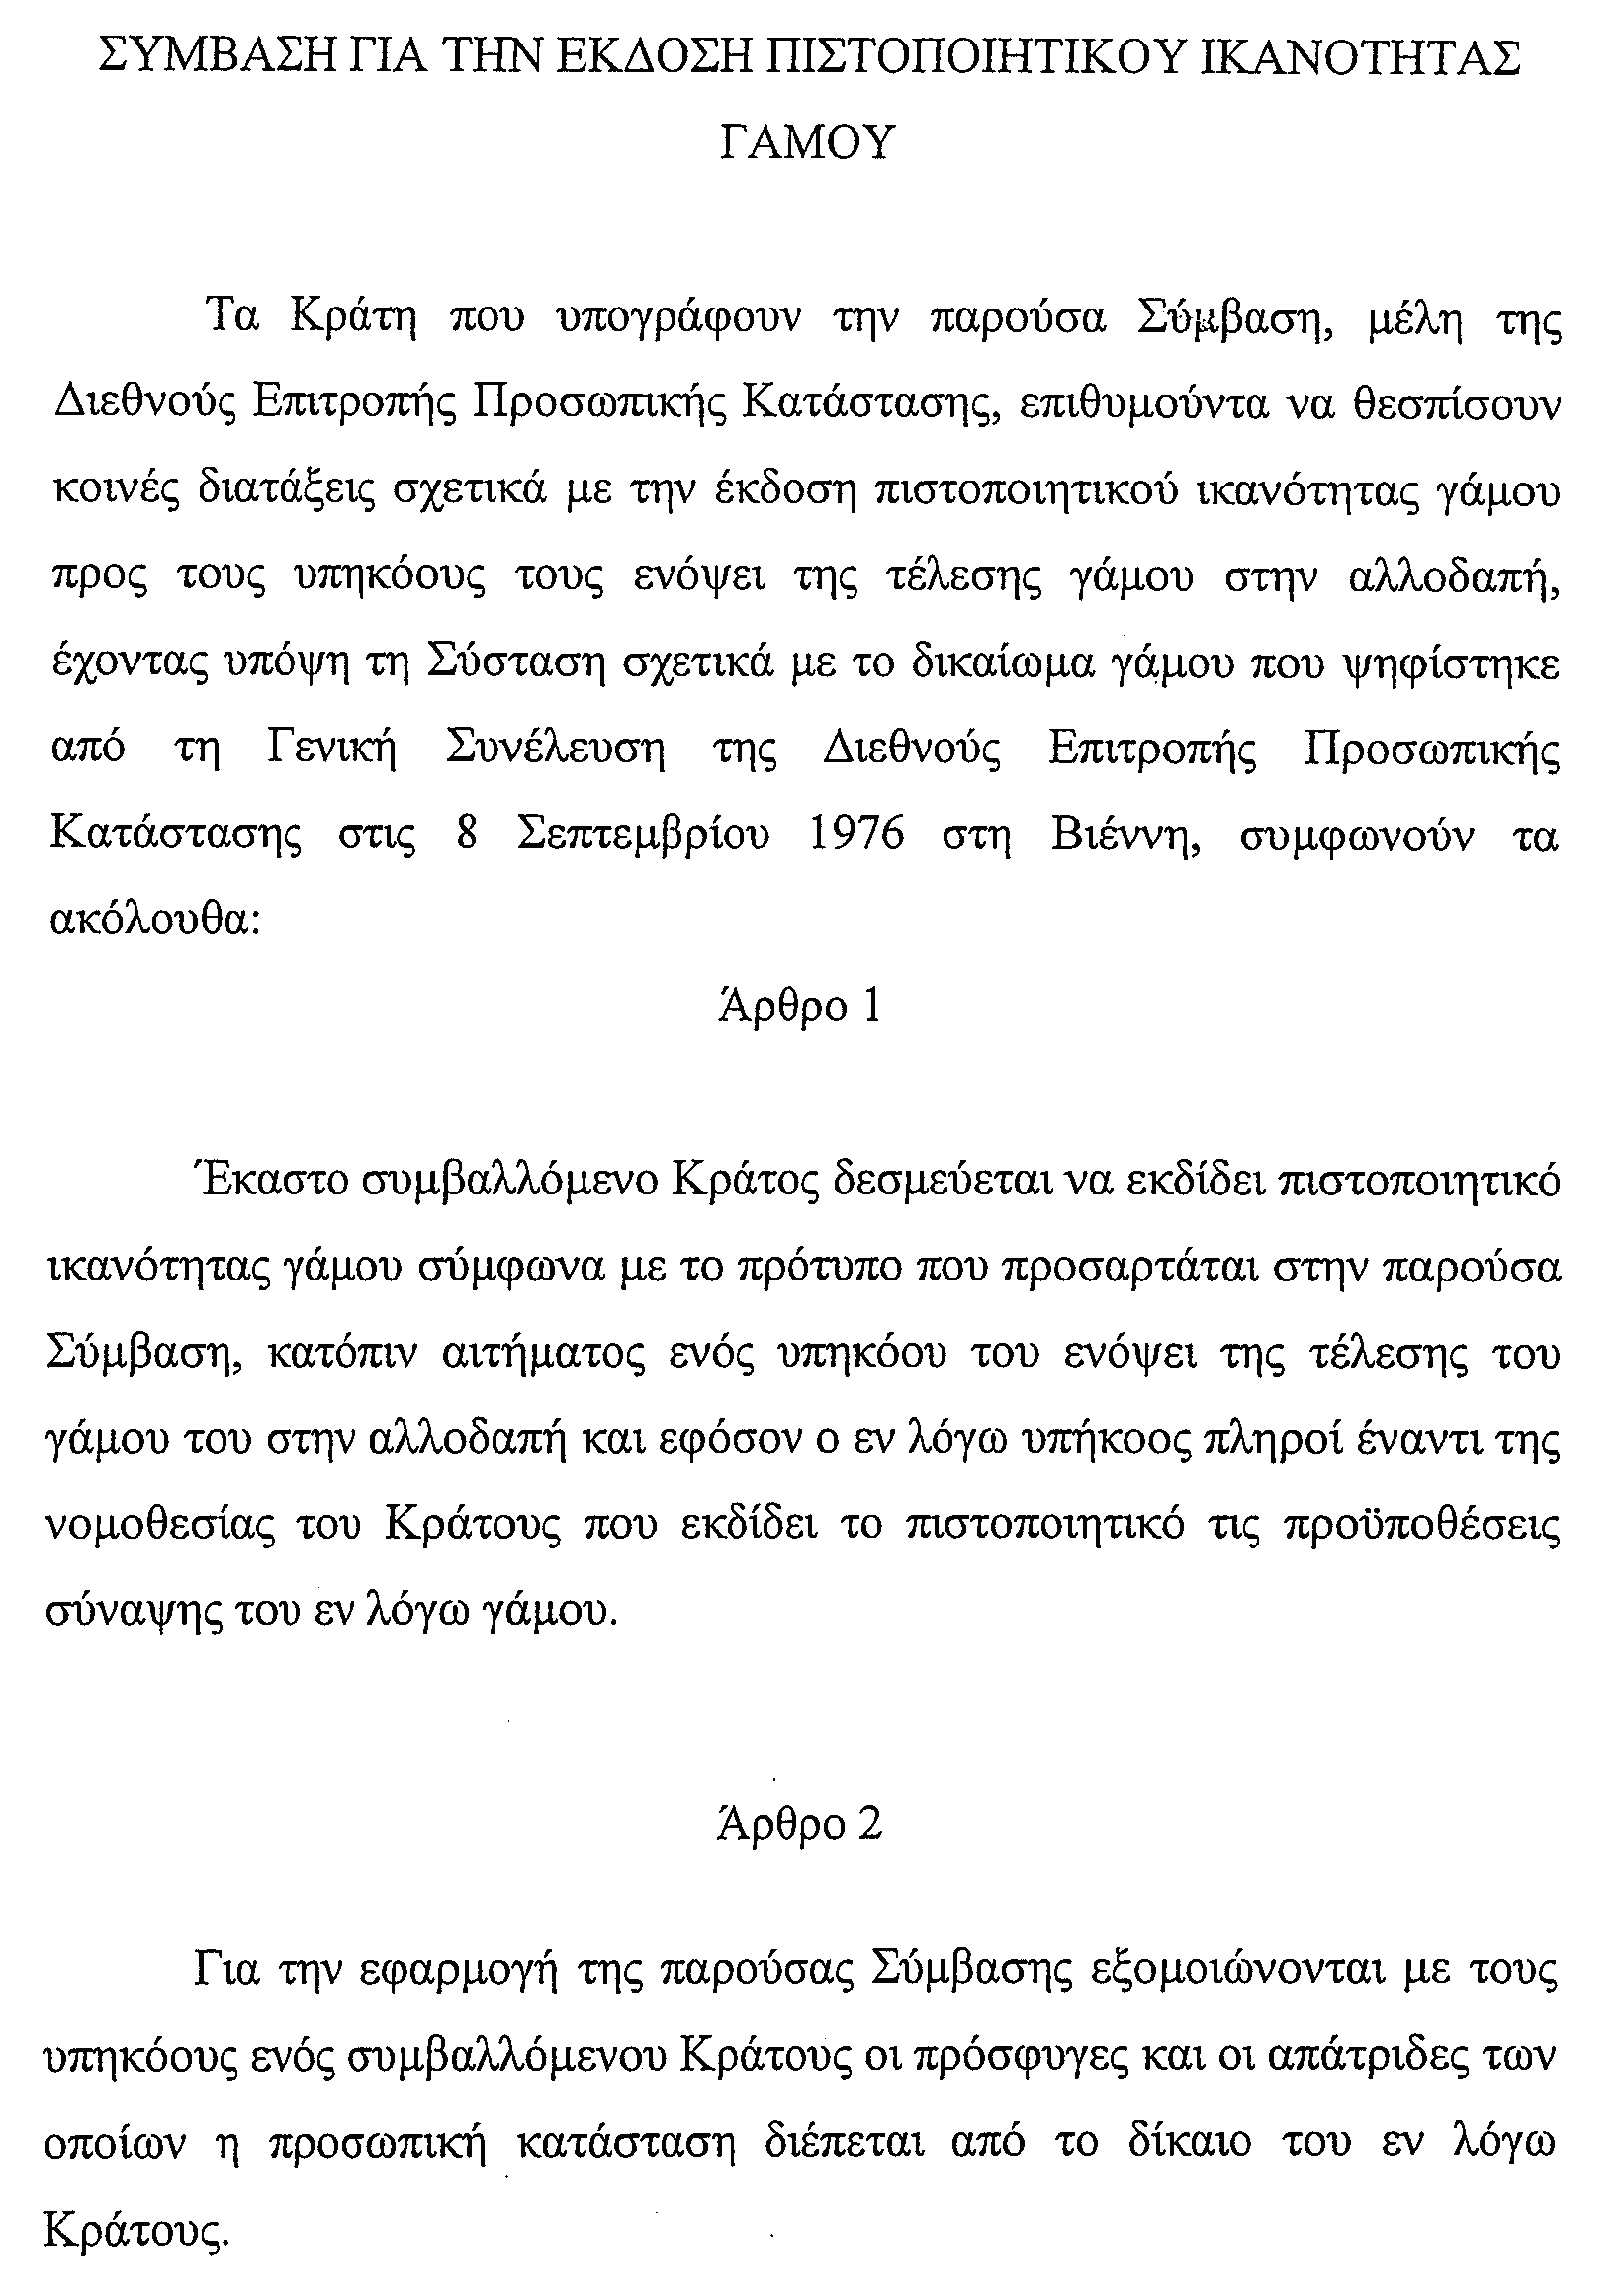 ΣΥΜΒΑΣΗ ΓΙΑ ΤΗΝ ΕΚΔΟΣΗ ΠΙΣΤΟΠΟΙΗΤΙΚΟΥ ΙΚΑΝΟΤΗΤΑΣ
ΓΑΜΟΥ
Τα Κράτη που υπογράφουν την παρούσα Σύμβαση, μέλη της
Διεθνούς Επιτροπής Προσωπικής Κατάστασης, επιθυμούντα να θεσπίσουν
κοινές διατάξεις σχετικά με την έκδοση πιστοποιητικού ικανότητας γάμου
προς τους υπηκόους τους ενόψει της τέλεσης γάμου στην αλλοδαπή,
έχοντας υπόψη τη Σύσταση σχετικά με το δικαίωμα γάμου που ψηφίστηκε
από τη Γενική Συνέλευση της Διεθνούς Επιτροπής Προσωπικής
Κατάστασης στις 8 Σεπτεμβρίου 1976 στη Βιέννη, συμφωνούν τα
ακόλουθα:
Άρθρο 1
Έκαστο συμβαλλόμενο Κράτος δεσμεύεται να εκδίδει πιστοποιητικό
ικανότητας γάμου σύμφωνα με το πρότυπο που προσαρτάται στην παρούσα
Σύμβαση, κατόπιν αιτήματος ενός υπηκόου του ενόψει της τέλεσης του
γάμου του στην αλλοδαπή και εφόσον ο εν λόγω υπήκοος πληροί έναντι της
νομοθεσίας του Κράτους που εκδίδει το πιστοποιητικό τις προϋποθέσεις
σύναψης του εν λόγω γάμου.
Άρθρο 2
Για την εφαρμογή της παρούσας Σύμβασης εξομοιώνονται με τους
υπηκόους ενός συμβαλλόμενου Κράτους οι πρόσφυγες και οι απάτριδες των
οποίων η προσωπική κατάσταση διέπεται από το δίκαιο του εν λόγω
Κράτους.